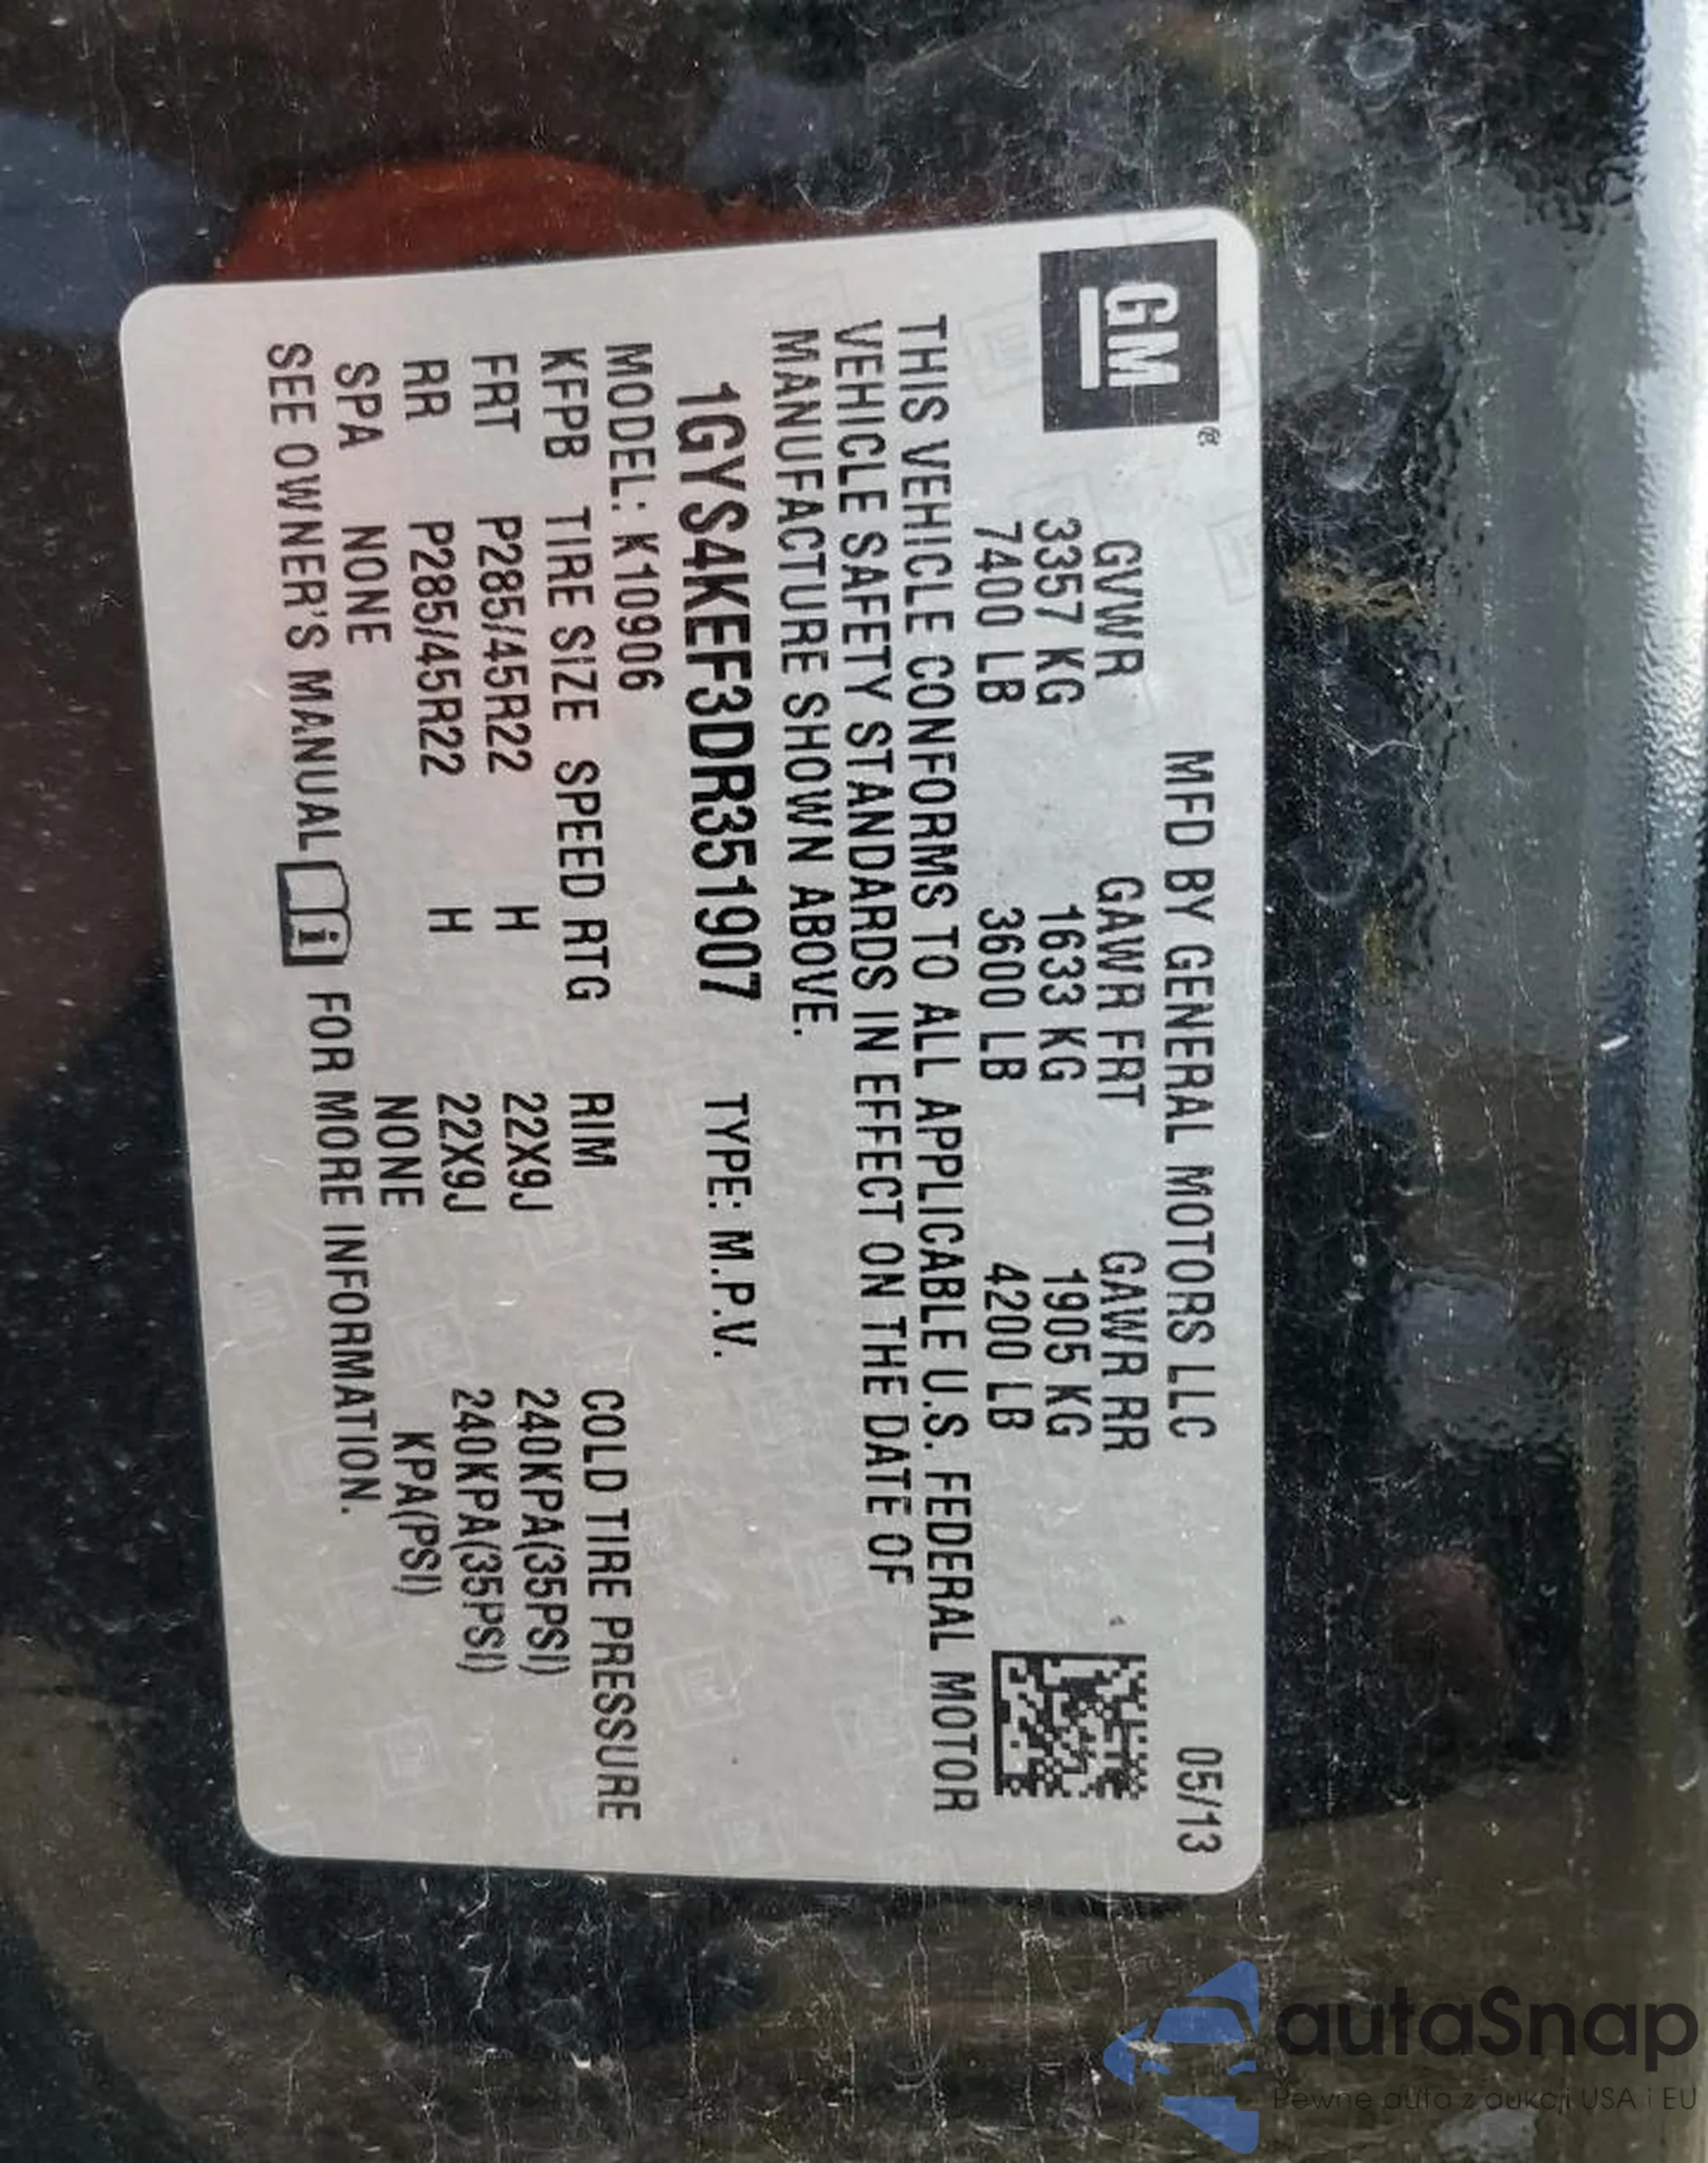 GM®
MFD BY GENERAL MOTORS LLC 05/13
GVWR GAWR FRT GAWR RR
3357 KG 1633 KG 1905 KG
7400 LB 3600 LB 4200 LB
THIS VEHICLE CONFORMS TO ALL APPLICABLE U.S. FEDERAL MOTOR
VEHICLE SAFETY STANDARDS IN EFFECT ON THE DATE OF
MANUFACTURE SHOWN ABOVE.
1GYS4KEF3DR351907 TYPE: M.P.V.
MODEL: K10906
KFPB TIRE SIZE SPEED RTG RIM COLD TIRE PRESSURE
FRT P285/45R22 H 22X9J 240KPA(35PSI)
RR P285/45R22 H 22X9J 240KPA(35PSI)
SPA NONE NONE KPA(PSI)
SEE OWNER'S MANUAL i FOR MORE INFORMATION.
autaSnap
Pewne auta z aukcji USA i EU